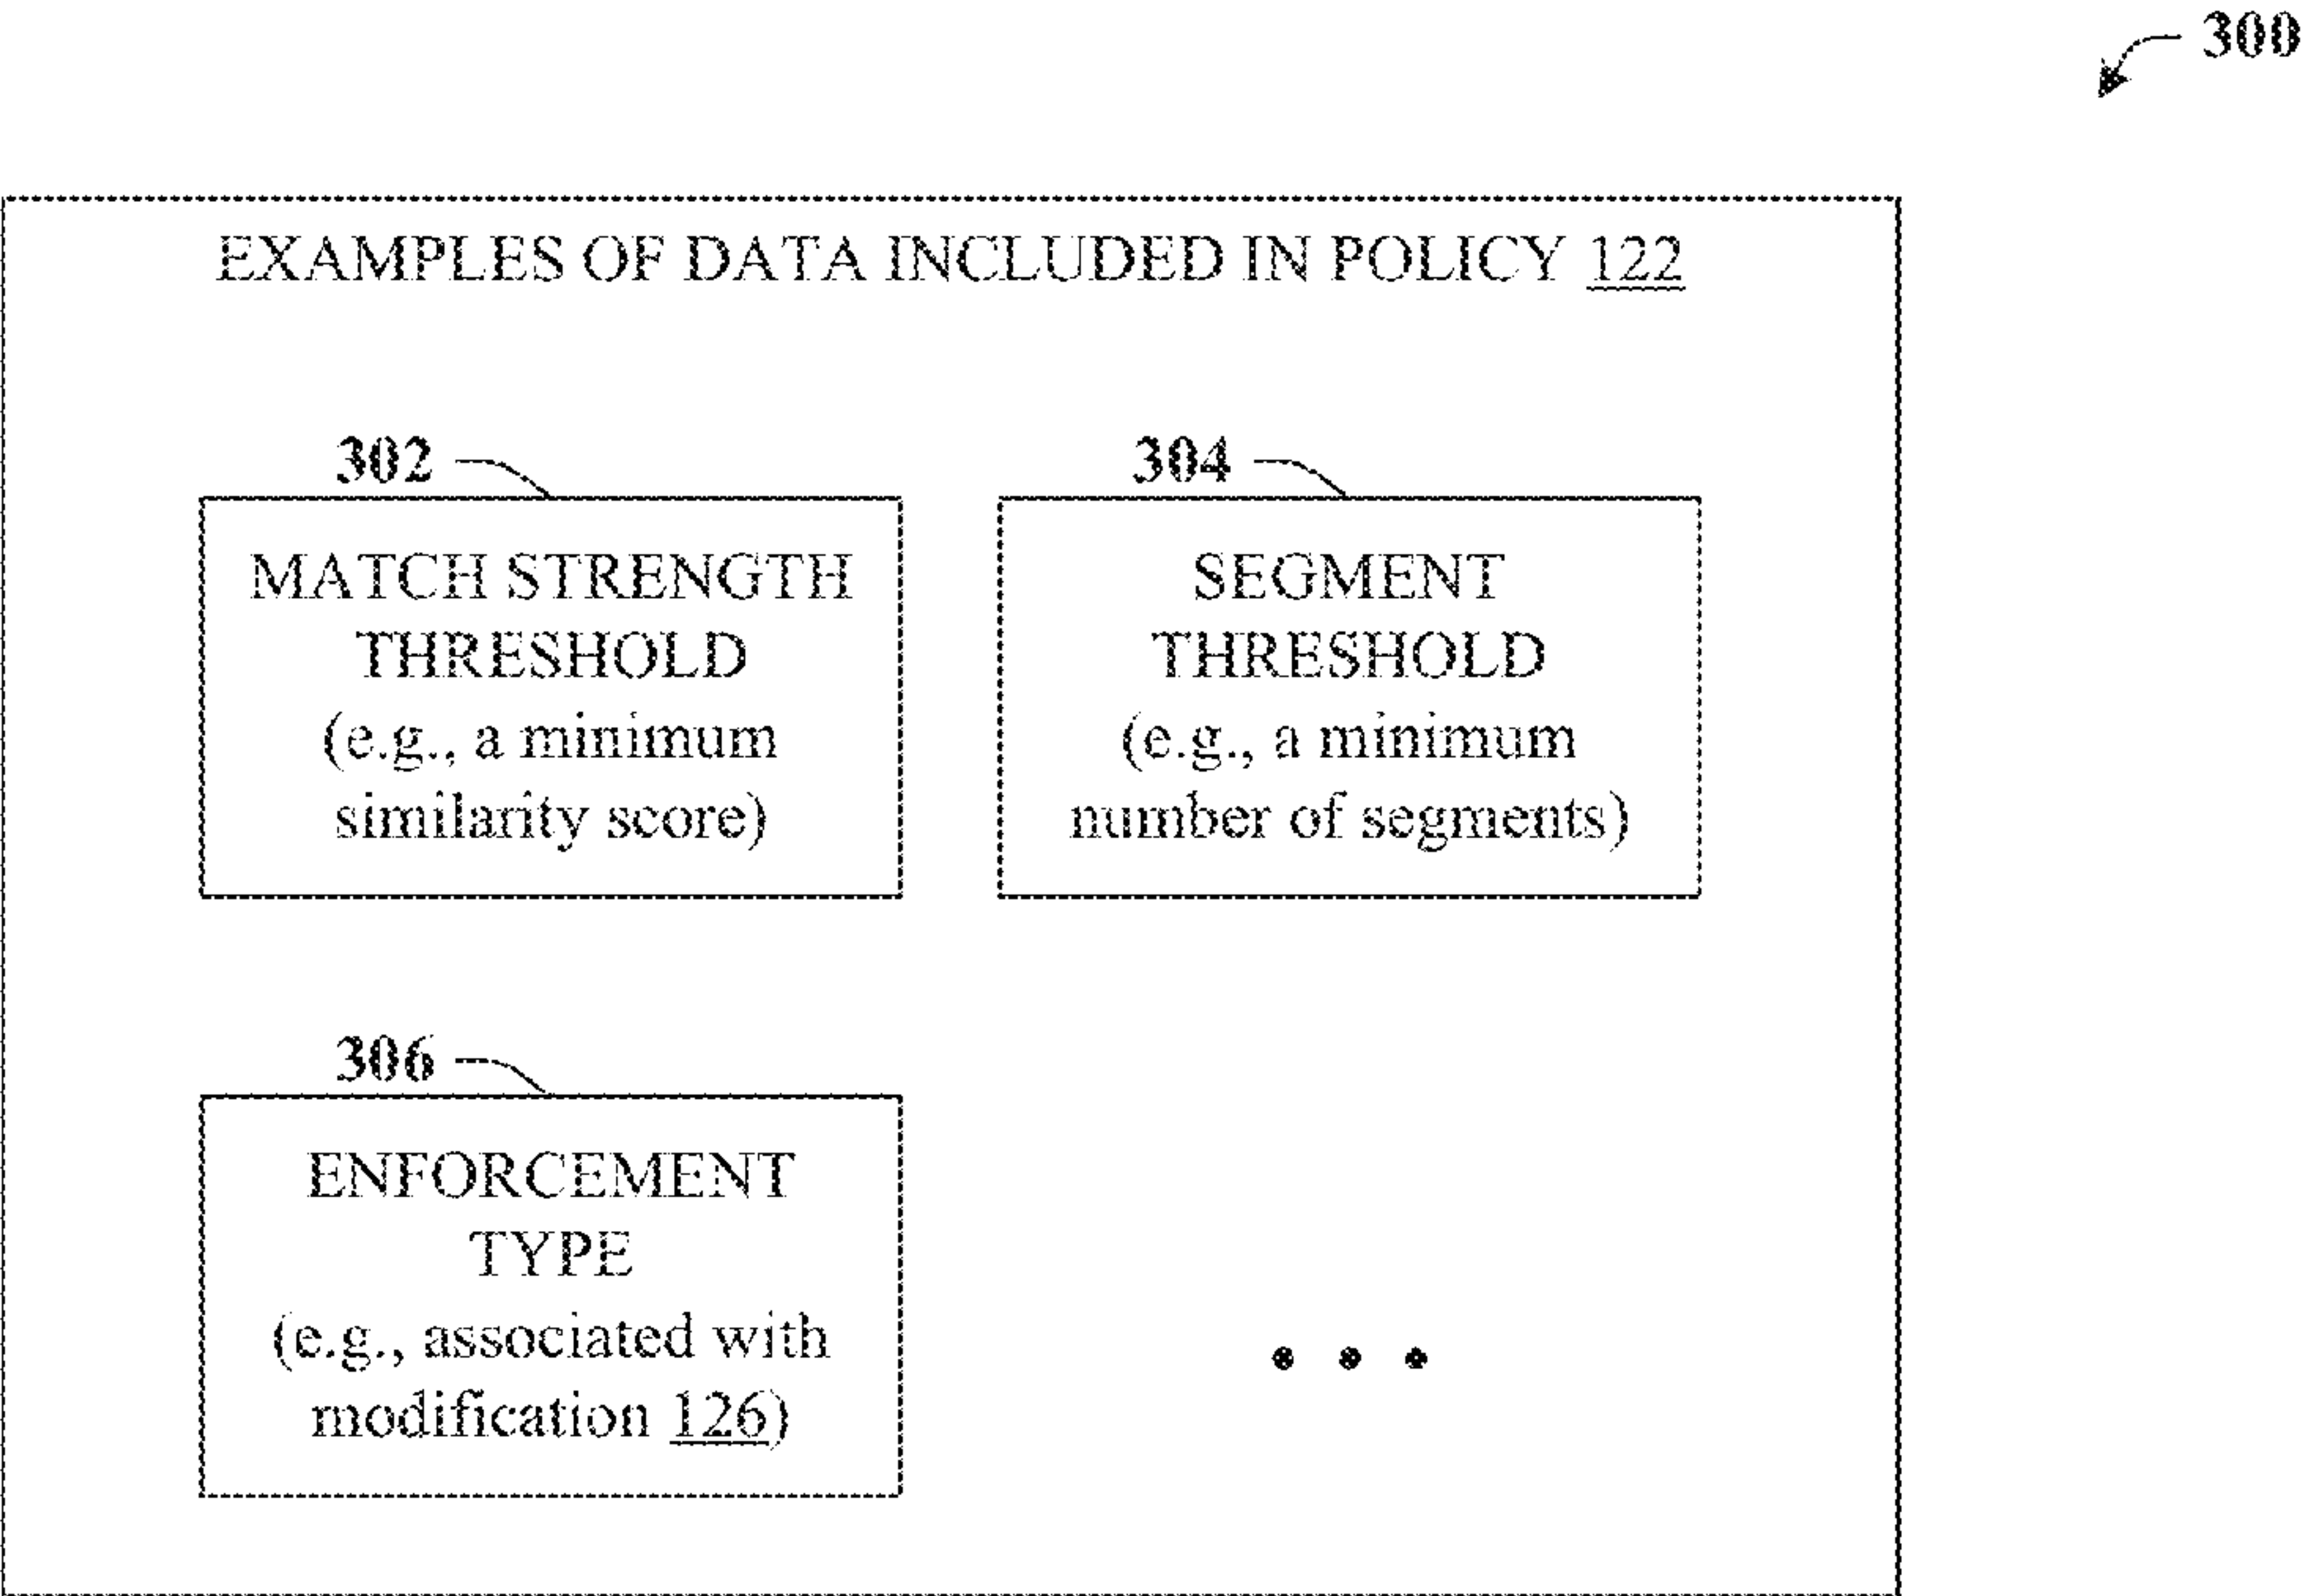 300
EXAMPLES OF DATA INCLUDED IN POLICY 122
302
MATCH STRENGTH
THRESHOLD
(e.g., a minimum
similarity score)
304
SEGMENT
THRESHOLD
(e.g., a minimum
number of segments)
306
ENFORCEMENT
TYPE
(e.g., associated with
modification 126)
• • •